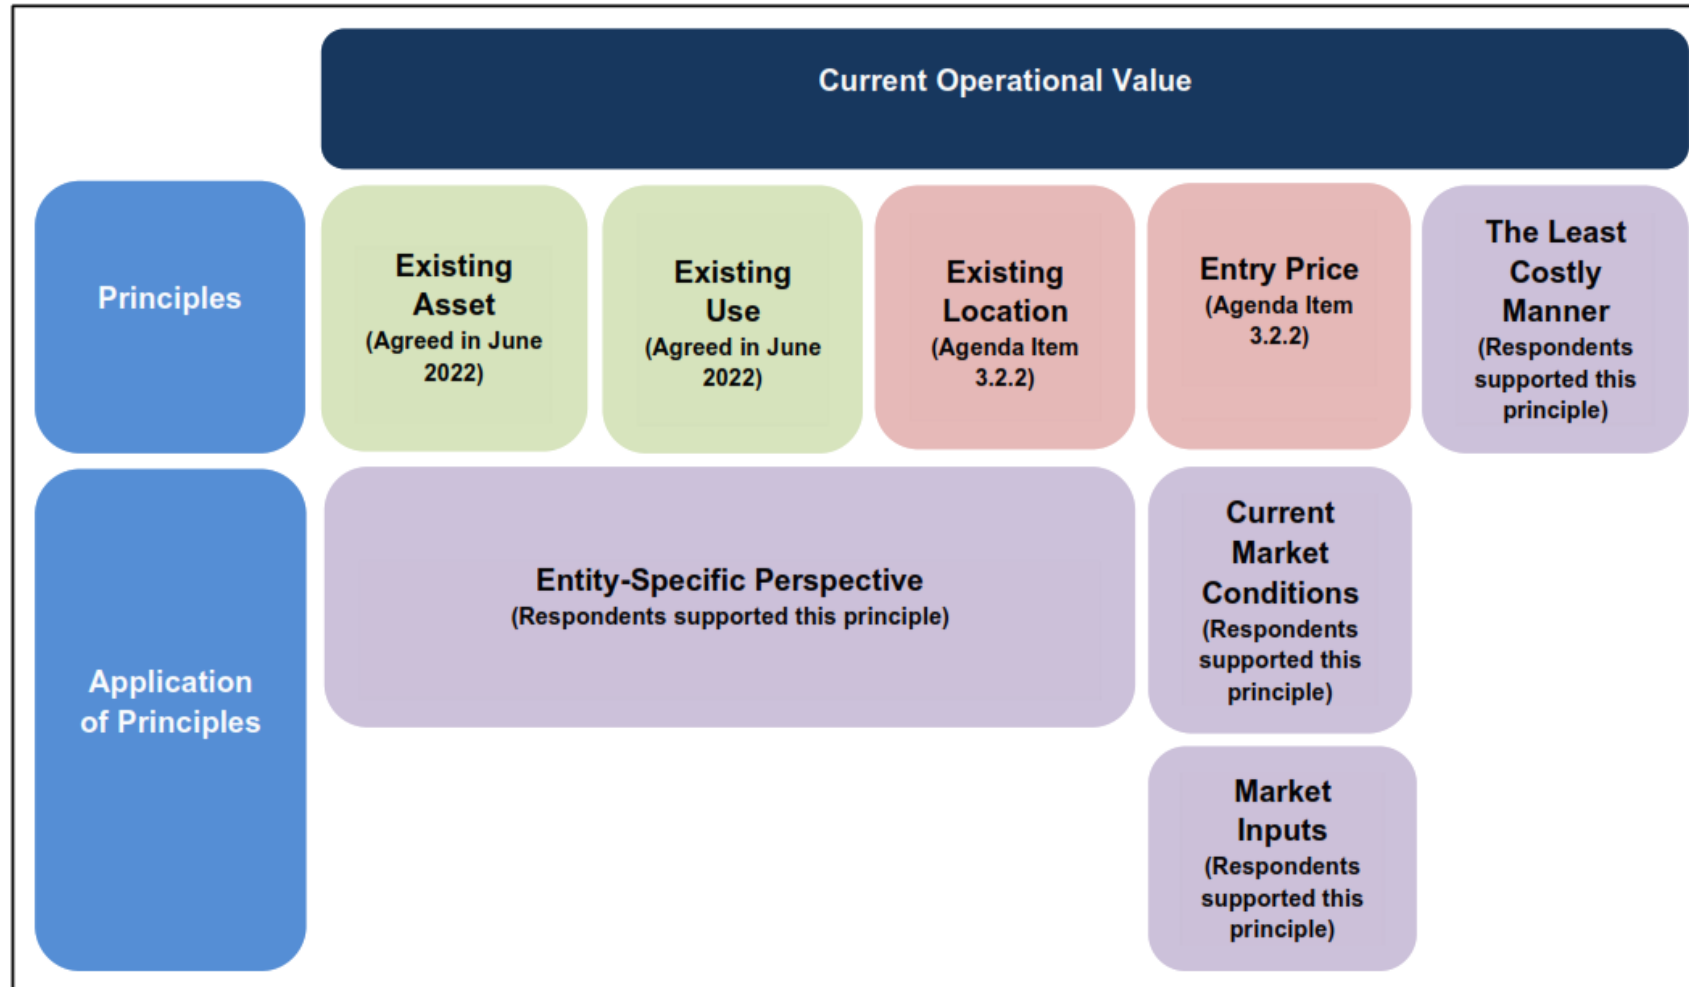 Current Operational Value
Principles
Existing
Asset
(Agreed in June
2022)
Existing
Use
(Agreed in June
2022)
Existing
Location
(Agenda Item
3.2.2)
Entry Price
(Agenda Item
3.2.2)
The Least
Costly
Manner
(Respondents
supported this
principle)
Application
of Principles
Entity-Specific Perspective
(Respondents supported this principle)
Current
Market
Conditions
(Respondents
supported this
principle)
Market
Inputs
(Respondents
supported this
principle)